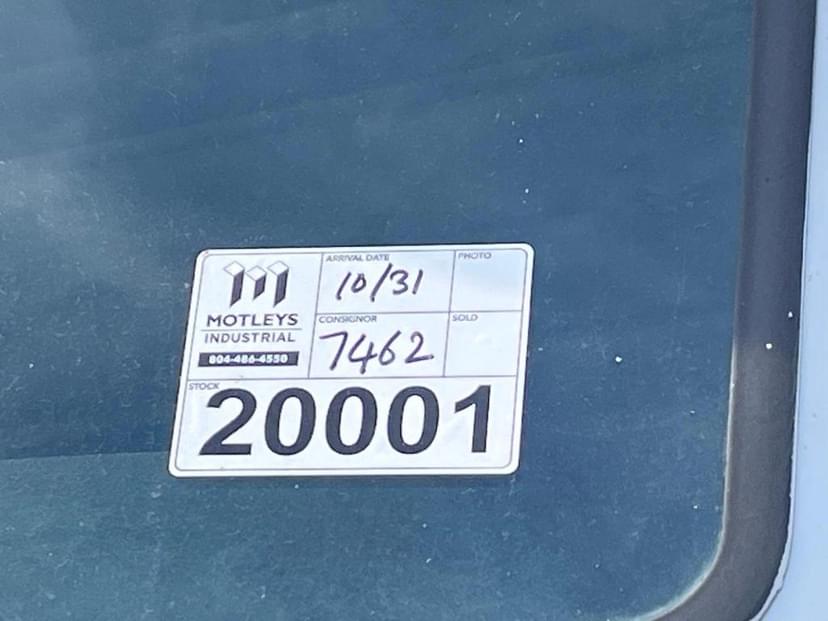 MOTLEYS
INDUSTRIAL
804-486-4550
ARRIVAL DATE
10/31
PHOTO
CONSIGNOR
7462
SOLD
STOCK
20001